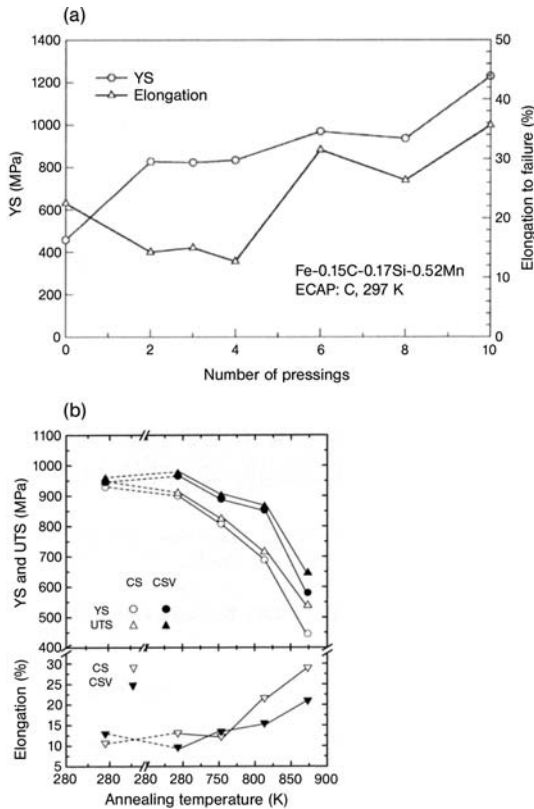 (a)
1400
1200
1000
800
600
400
200
0
YS (MPa)
50
40
30
20
10
0
Elongation to failure (%)
YS
Elongation
Fe-0.15C-0.17Si-0.52Mn
ECAP: C, 297 K
0 2 4 6 8 10
Number of pressings
(b)
1100
1000
900
800
700
600
500
400
YS and UTS (MPa)
CS CSV
YS
UTS
30
25
20
15
10
5
Elongation (%)
CS
CSV
280 280 280 280 750 800 850 900
Annealing temperature (K)